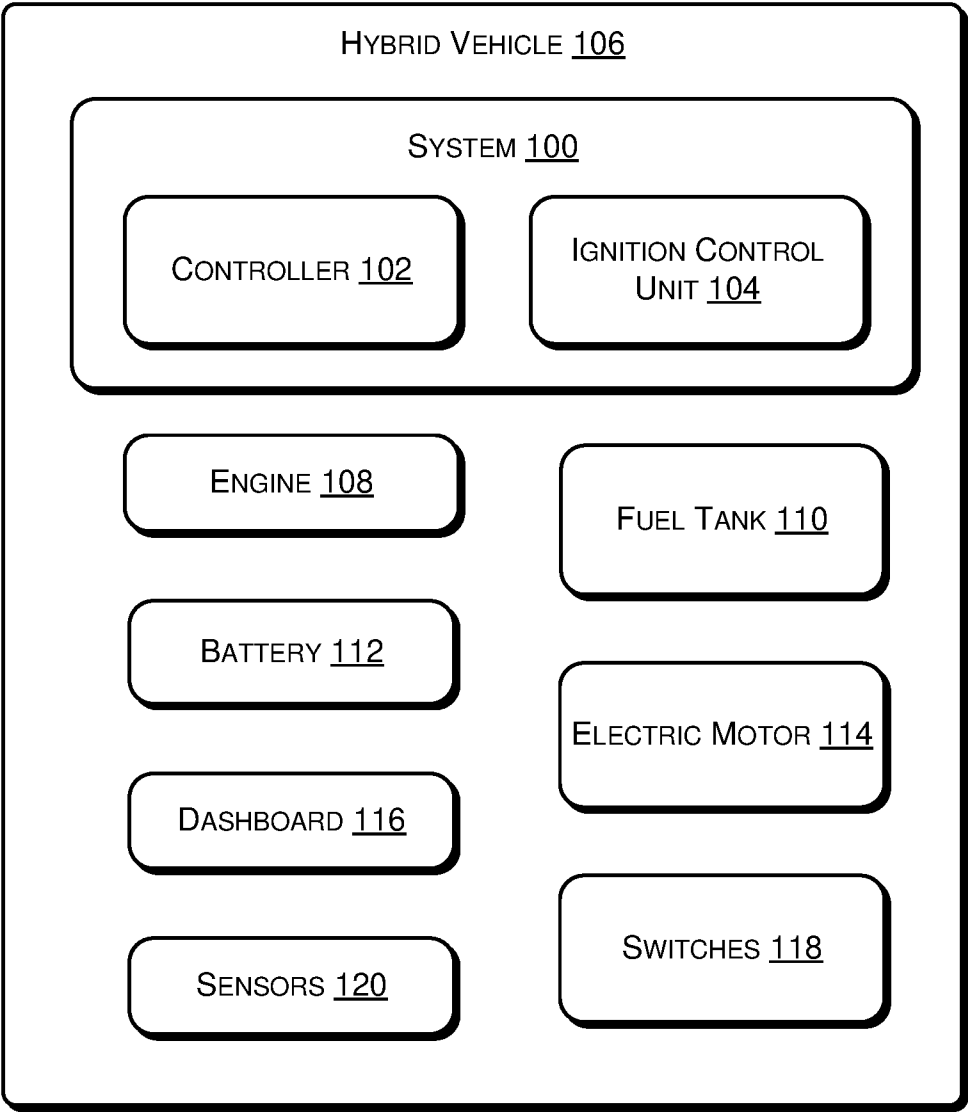 HYBRID VEHICLE 106
SYSTEM 100
CONTROLLER 102
IGNITION CONTROL
UNIT 104
ENGINE 108
FUEL TANK 110
BATTERY 112
ELECTRIC MOTOR 114
DASHBOARD 116
SWITCHES 118
SENSORS 120